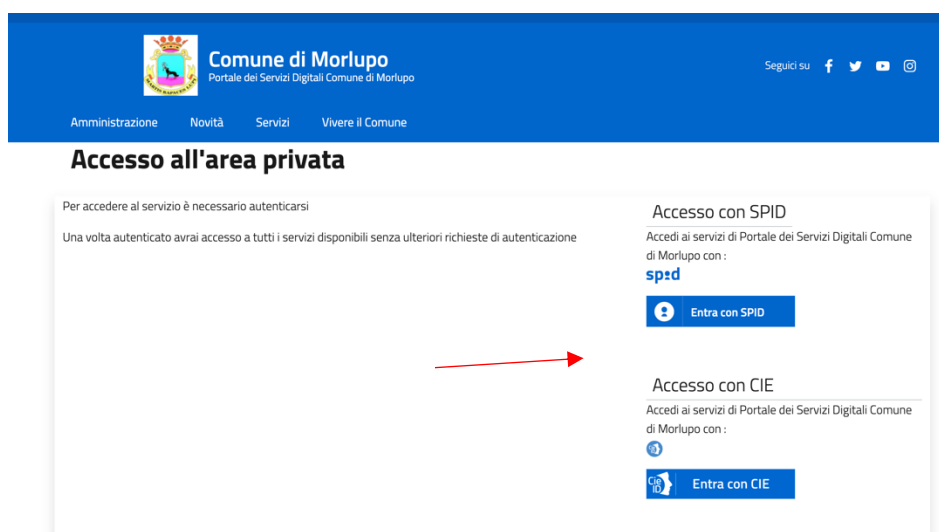 Comune di Morlupo
Portale dei Servizi Digitali Comune di Morlupo
Seguici su
Amministrazione Novità Servizi Vivere il Comune
Accesso all'area privata
Per accedere al servizio è necessario autenticarsi
Una volta autenticato avrai accesso a tutti i servizi disponibili senza ulteriori richieste di autenticazione
Accesso con SPID
Accedi ai servizi di Portale dei Servizi Digitali Comune
di Morlupo con :
spid
Entra con SPID
Accesso con CIE
Accedi ai servizi di Portale dei Servizi Digitali Comune
di Morlupo con :
Cie
ID
Entra con CIE